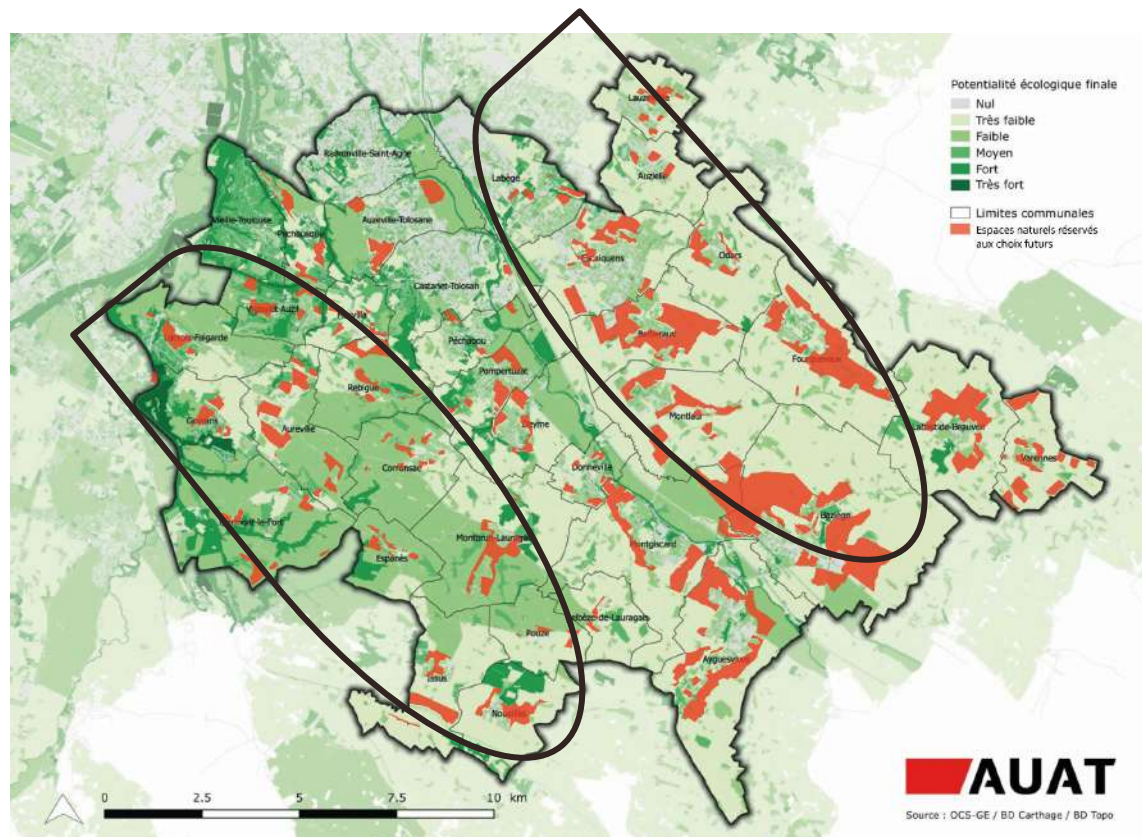 Potentialité écologique finale
Nul
Très faible
Faible
Moyen
Fort
Très fort
Limites communales
Espaces naturels réservés
aux choix futurs
Ramonville-Saint-Agne
Labège
Auzielle
Vieille-Toulouse
Péchbusque
Auzeville-Tolosane
Escalquens
Odars
Castanet-Tolosan
Vigoulet-Auzil
Lacroix-Falgarde
Péchabou
Belberaud
Fourquevaux
Pompertuzat
Rebigue
Goyrans
Aureville
Deyme
Montlaur
Labastide-Beauvoir
Corronsac
Donneville
Varennes
Clermont-le-Fort
Baziège
Montbrun-Lauragais
Montgiscard
Espanès
Pouze
Belbèze-de-Lauragais
Ayguesvives
Issus
Noueilles
0 2.5 5 7.5 10 km
AUAT
Source : OCS-GE / BD Carthage / BD Topo